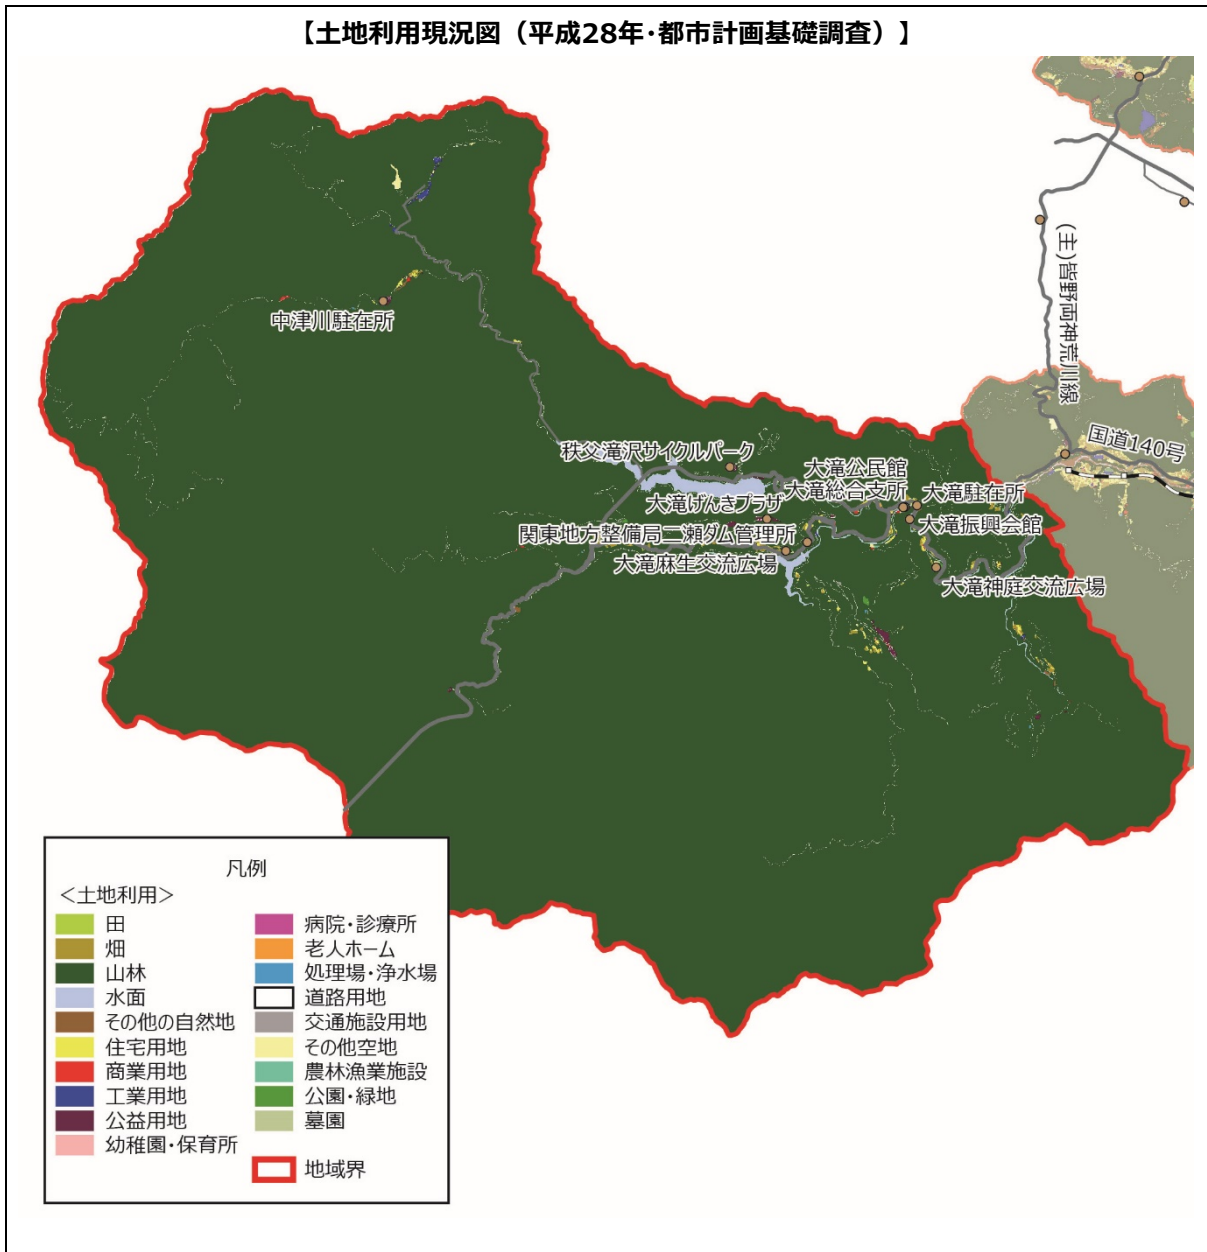 【土地利用現況図（平成28年・都市計画基礎調査）】
(主)皆野両神荒川線
国道140号
中津川駐在所
秩父滝沢サイクルパーク
大滝公民館
大滝総合支所
大滝駐在所
大滝げんきプラザ
大滝振興会館
関東地方整備局二瀬ダム管理所
大滝麻生交流広場
大滝神庭交流広場
凡例
＜土地利用＞
田
畑
山林
水面
その他の自然地
住宅用地
商業用地
工業用地
公益用地
幼稚園・保育所
病院・診療所
老人ホーム
処理場・浄水場
道路用地
交通施設用地
その他空地
農林漁業施設
公園・緑地
墓園
地域界